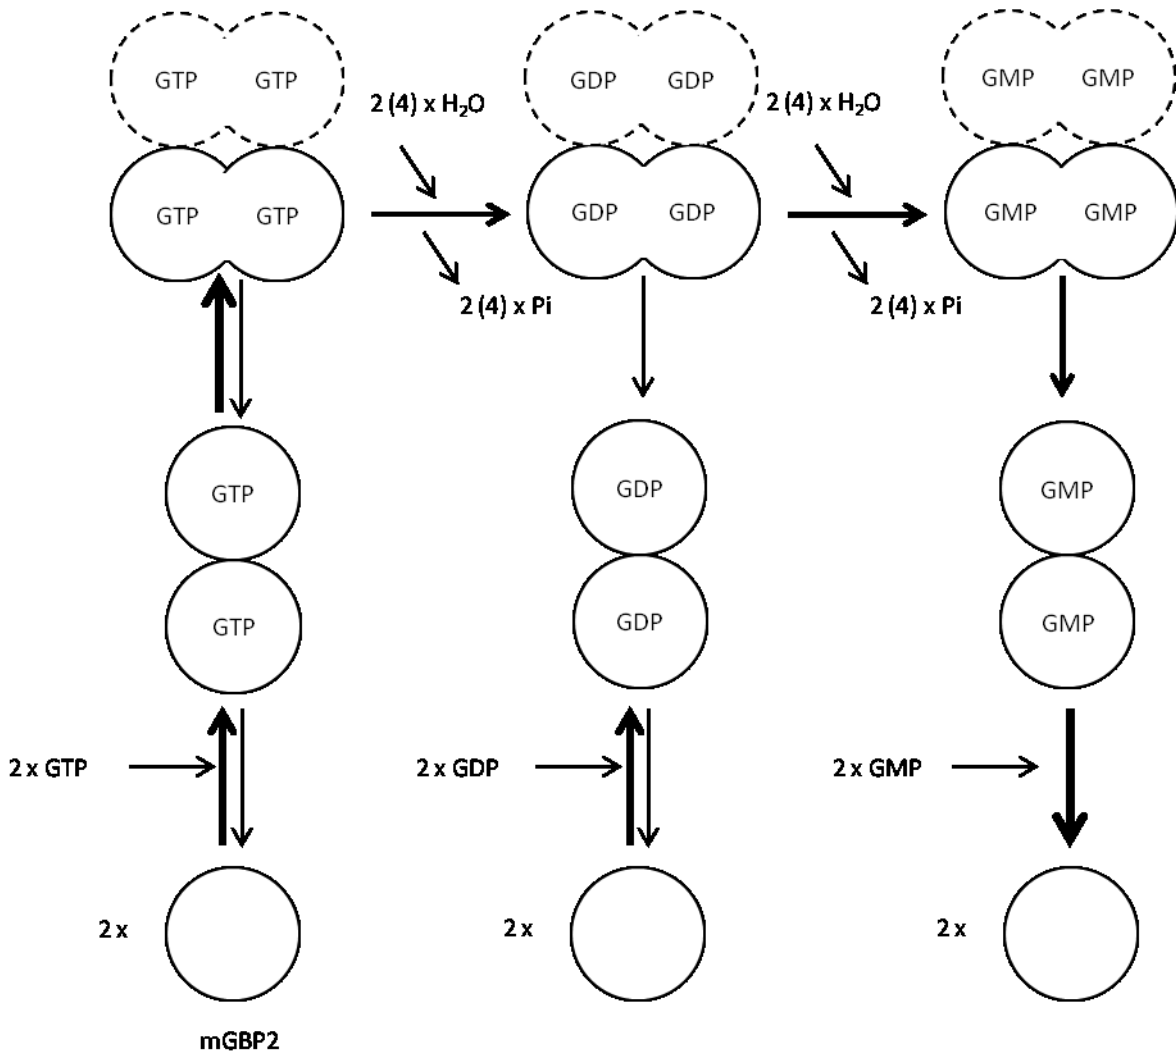 GTP GTP GDP GDP GMP GMP
2 (4) x H₂O 2 (4) x H₂O
GTP GTP GDP GDP GMP GMP
2 (4) x Pi 2 (4) x Pi
GTP GDP GMP
GTP GDP GMP
2 x GTP 2 x GDP 2 x GMP
2 x 2 x 2 x
mGBP2